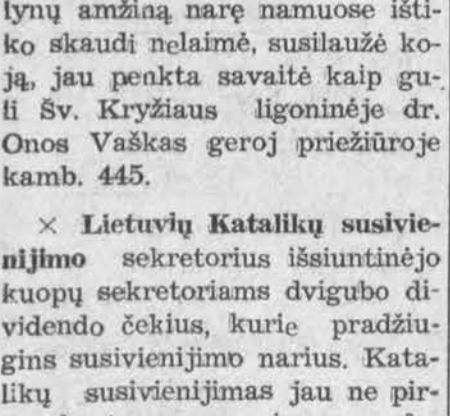 lynų amžiną narę namuose išti-
ko skaudi nelaimė, susilaužė ko-
ją, jau penkta savaitė kaip gu-
li Šv. Kryžiaus ligoninėje dr.
Onos Vaškas geroj priežiūroje
kamb. 445.
× Lietuvių Katalikų susivie-
nijimo sekretorius išsiuntinėjo
kuopų sekretoriams dvigubo di-
videndo čekius, kurie pradžiu-
gins susivienijimo narius. Kata-
likų susivienijimas jau ne pir-